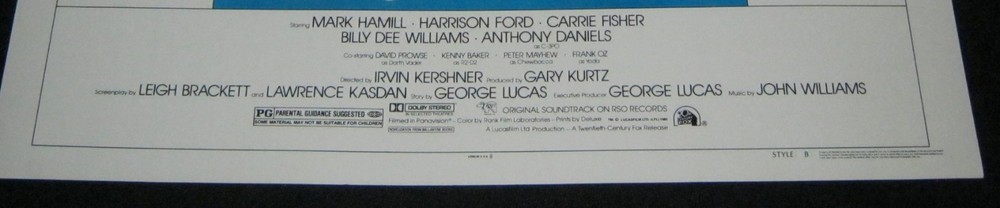 Starring MARK HAMILL · HARRISON FORD · CARRIE FISHER
BILLY DEE WILLIAMS · ANTHONY DANIELS
as C-3PO
Co-starring DAVID PROWSE · KENNY BAKER · PETER MAYHEW · FRANK OZ
as Darth Vader as R2-D2 as Chewbacca as Yoda
Directed by IRVIN KERSHNER Produced by GARY KURTZ
Screenplay by LEIGH BRACKETT and LAWRENCE KASDAN Story by GEORGE LUCAS Executive Producer GEORGE LUCAS Music by JOHN WILLIAMS
PG PARENTAL GUIDANCE SUGGESTED
SOME MATERIAL MAY NOT BE SUITABLE FOR CHILDREN
DOLBY STEREO
IN SELECTED THEATRES
ORIGINAL SOUNDTRACK ON RSO RECORDS
Filmed in Panavision® · Color by Rank Film Laboratories · Prints by Deluxe
A Lucasfilm Ltd. Production - A Twentieth Century-Fox Release
STYLE B